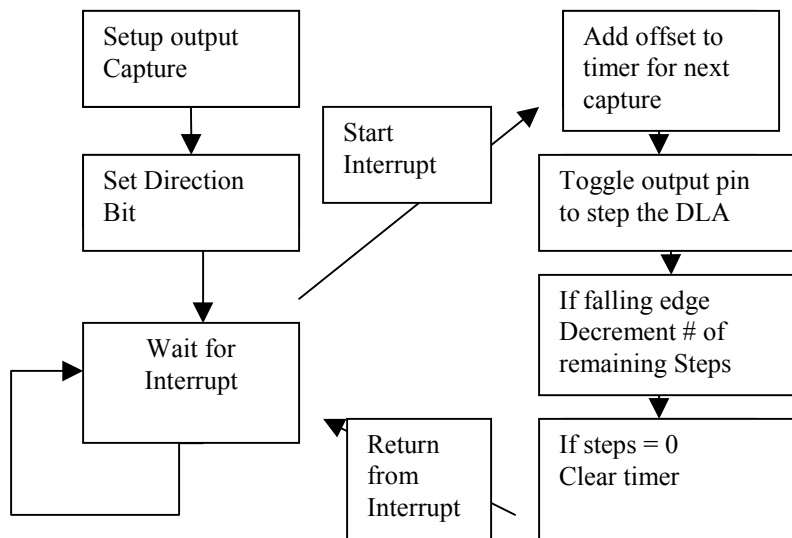 Setup output
Capture
Set Direction
Bit
Wait for
Interrupt
Start
Interrupt
Add offset to
timer for next
capture
Toggle output pin
to step the DLA
If falling edge
Decrement # of
remaining Steps
If steps = 0
Clear timer
Return
from
Interrupt